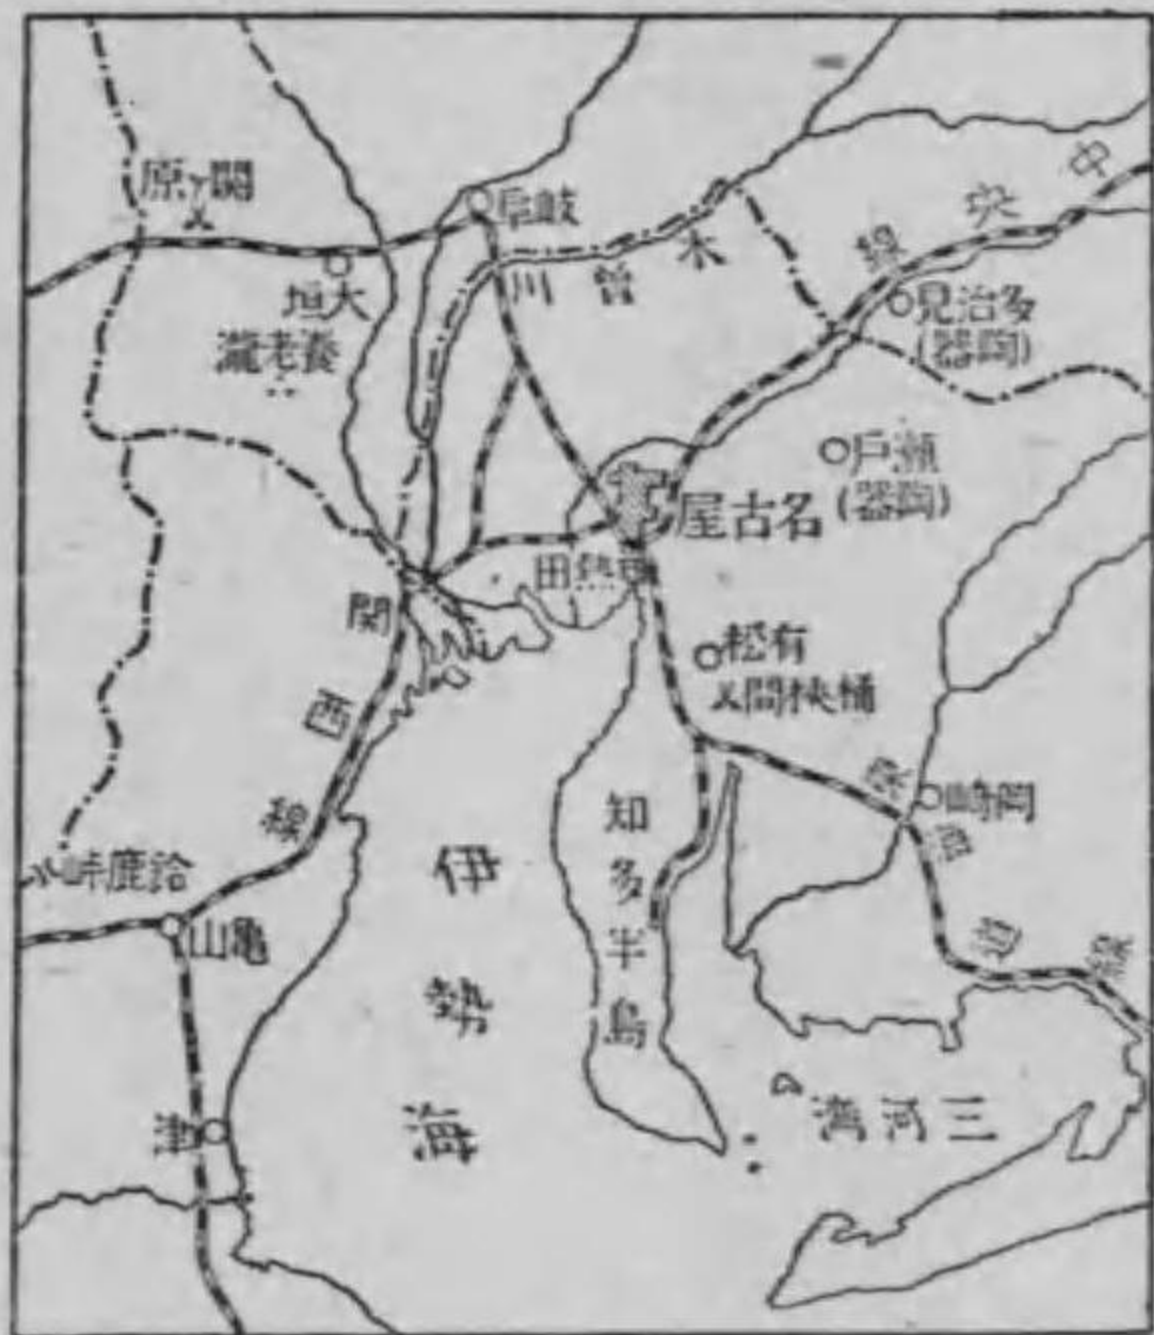 中央線
關ヶ原
岐阜
木曾川
大垣
養老瀧
多治見
(陶器)
瀬戸
(陶器)
名古屋
熱田
関西線
有松
桶狭間
岡崎
東海道線
知多半島
伊勢海
鈴鹿峠
亀山
津
三河湾